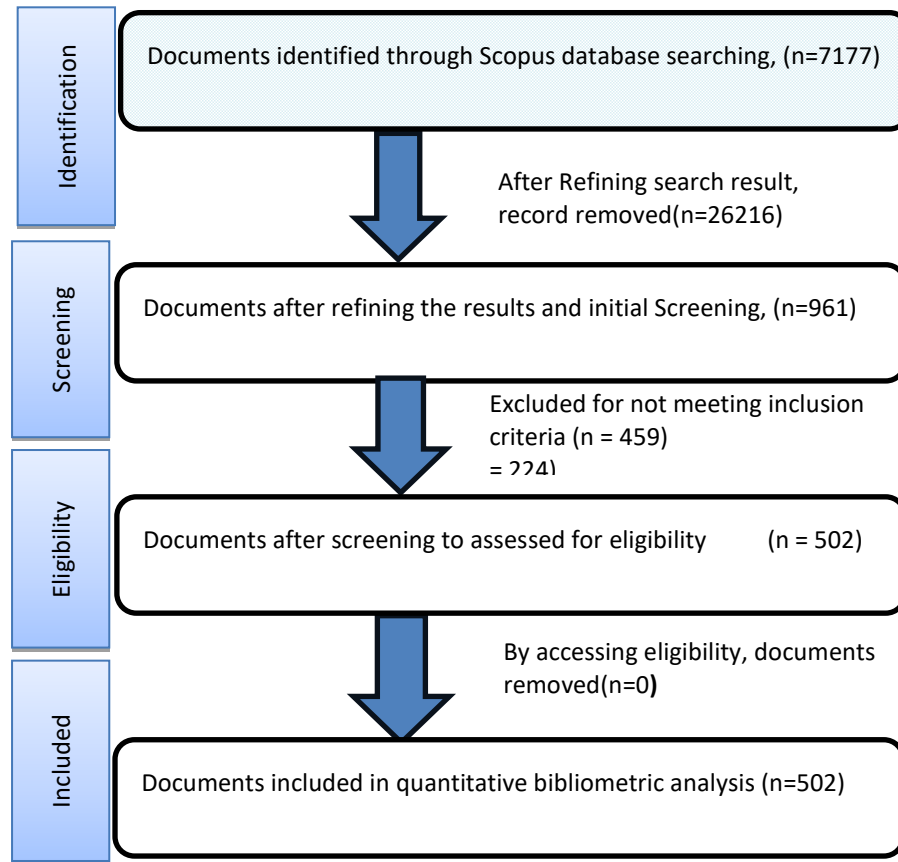 Identification
Documents identified through Scopus database searching, (n=7177)
After Refining search result,
record removed(n=26216)
Screening
Documents after refining the results and initial Screening, (n=961)
Excluded for not meeting inclusion
criteria (n = 459)
= 224)
Eligibility
Documents after screening to assessed for eligibility (n = 502)
By accessing eligibility, documents
removed(n=0)
Included
Documents included in quantitative bibliometric analysis (n=502)